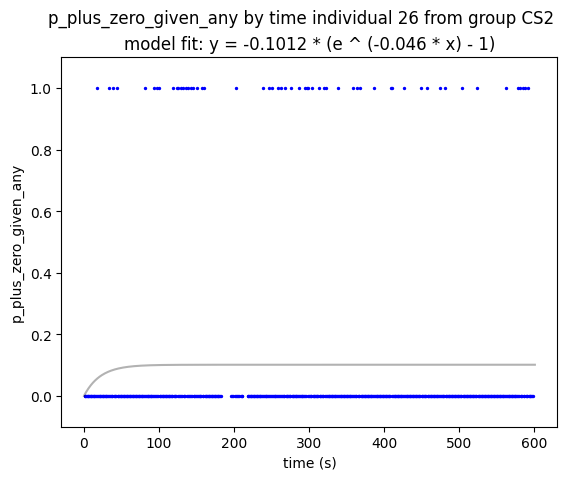 p_plus_zero_given_any by time individual 26 from group CS2
model fit: y = -0.1012 * (e ^ (-0.046 * x) - 1)
1.0
0.8
0.6
0.4
0.2
0.0
p_plus_zero_given_any
0 100 200 300 400 500 600
time (s)